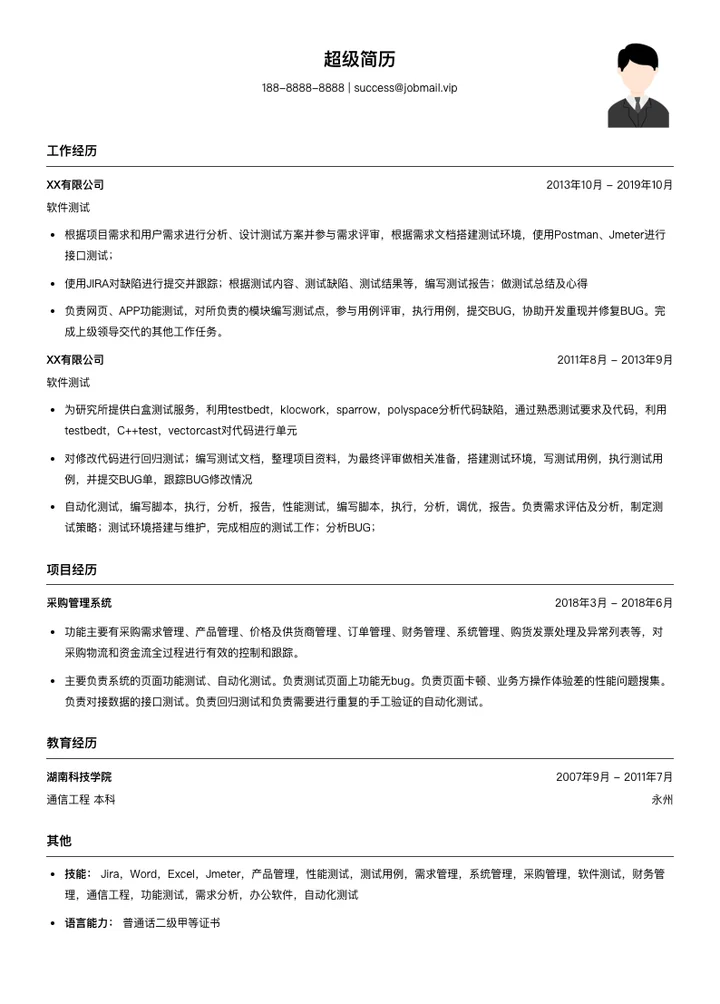 超级简历
188-8888-8888 | success@jobmail.vip
工作经历
XX有限公司 2013年10月 – 2019年10月
软件测试
• 根据项目需求和用户需求进行分析、设计测试方案并参与需求评审，根据需求文档搭建测试环境，使用Postman、Jmeter进行
接口测试；
• 使用JIRA对缺陷进行提交并跟踪；根据测试内容、测试缺陷、测试结果等，编写测试报告；做测试总结及心得
• 负责网页、APP功能测试，对所负责的模块编写测试点，参与用例评审，执行用例，提交BUG，协助开发重现并修复BUG。完
成上级领导交代的其他工作任务。
XX有限公司 2011年8月 – 2013年9月
软件测试
• 为研究所提供白盒测试服务，利用testbedt，klocwork，sparrow，polyspace分析代码缺陷，通过熟悉测试要求及代码，利用
testbedt，C++test，vectorcast对代码进行单元
• 对修改代码进行回归测试；编写测试文档，整理项目资料，为最终评审做相关准备，搭建测试环境，写测试用例，执行测试用
例，并提交BUG单，跟踪BUG修改情况
• 自动化测试，编写脚本，执行，分析，报告，性能测试，编写脚本，执行，分析，调优，报告。负责需求评估及分析，制定测
试策略；测试环境搭建与维护，完成相应的测试工作；分析BUG；
项目经历
采购管理系统 2018年3月 – 2018年6月
• 功能主要有采购需求管理、产品管理、价格及供货商管理、订单管理、财务管理、系统管理、购货发票处理及异常列表等，对
采购物流和资金流全过程进行有效的控制和跟踪。
• 主要负责系统的页面功能测试、自动化测试。负责测试页面上功能无bug。负责页面卡顿、业务方操作体验差的性能问题搜集。
负责对接数据的接口测试。负责回归测试和负责需要进行重复的手工验证的自动化测试。
教育经历
湖南科技学院 2007年9月 – 2011年7月
通信工程 本科 永州
其他
• 技能： Jira，Word，Excel，Jmeter，产品管理，性能测试，测试用例，需求管理，系统管理，采购管理，软件测试，财务管
理，通信工程，功能测试，需求分析，办公软件，自动化测试
• 语言能力： 普通话二级甲等证书